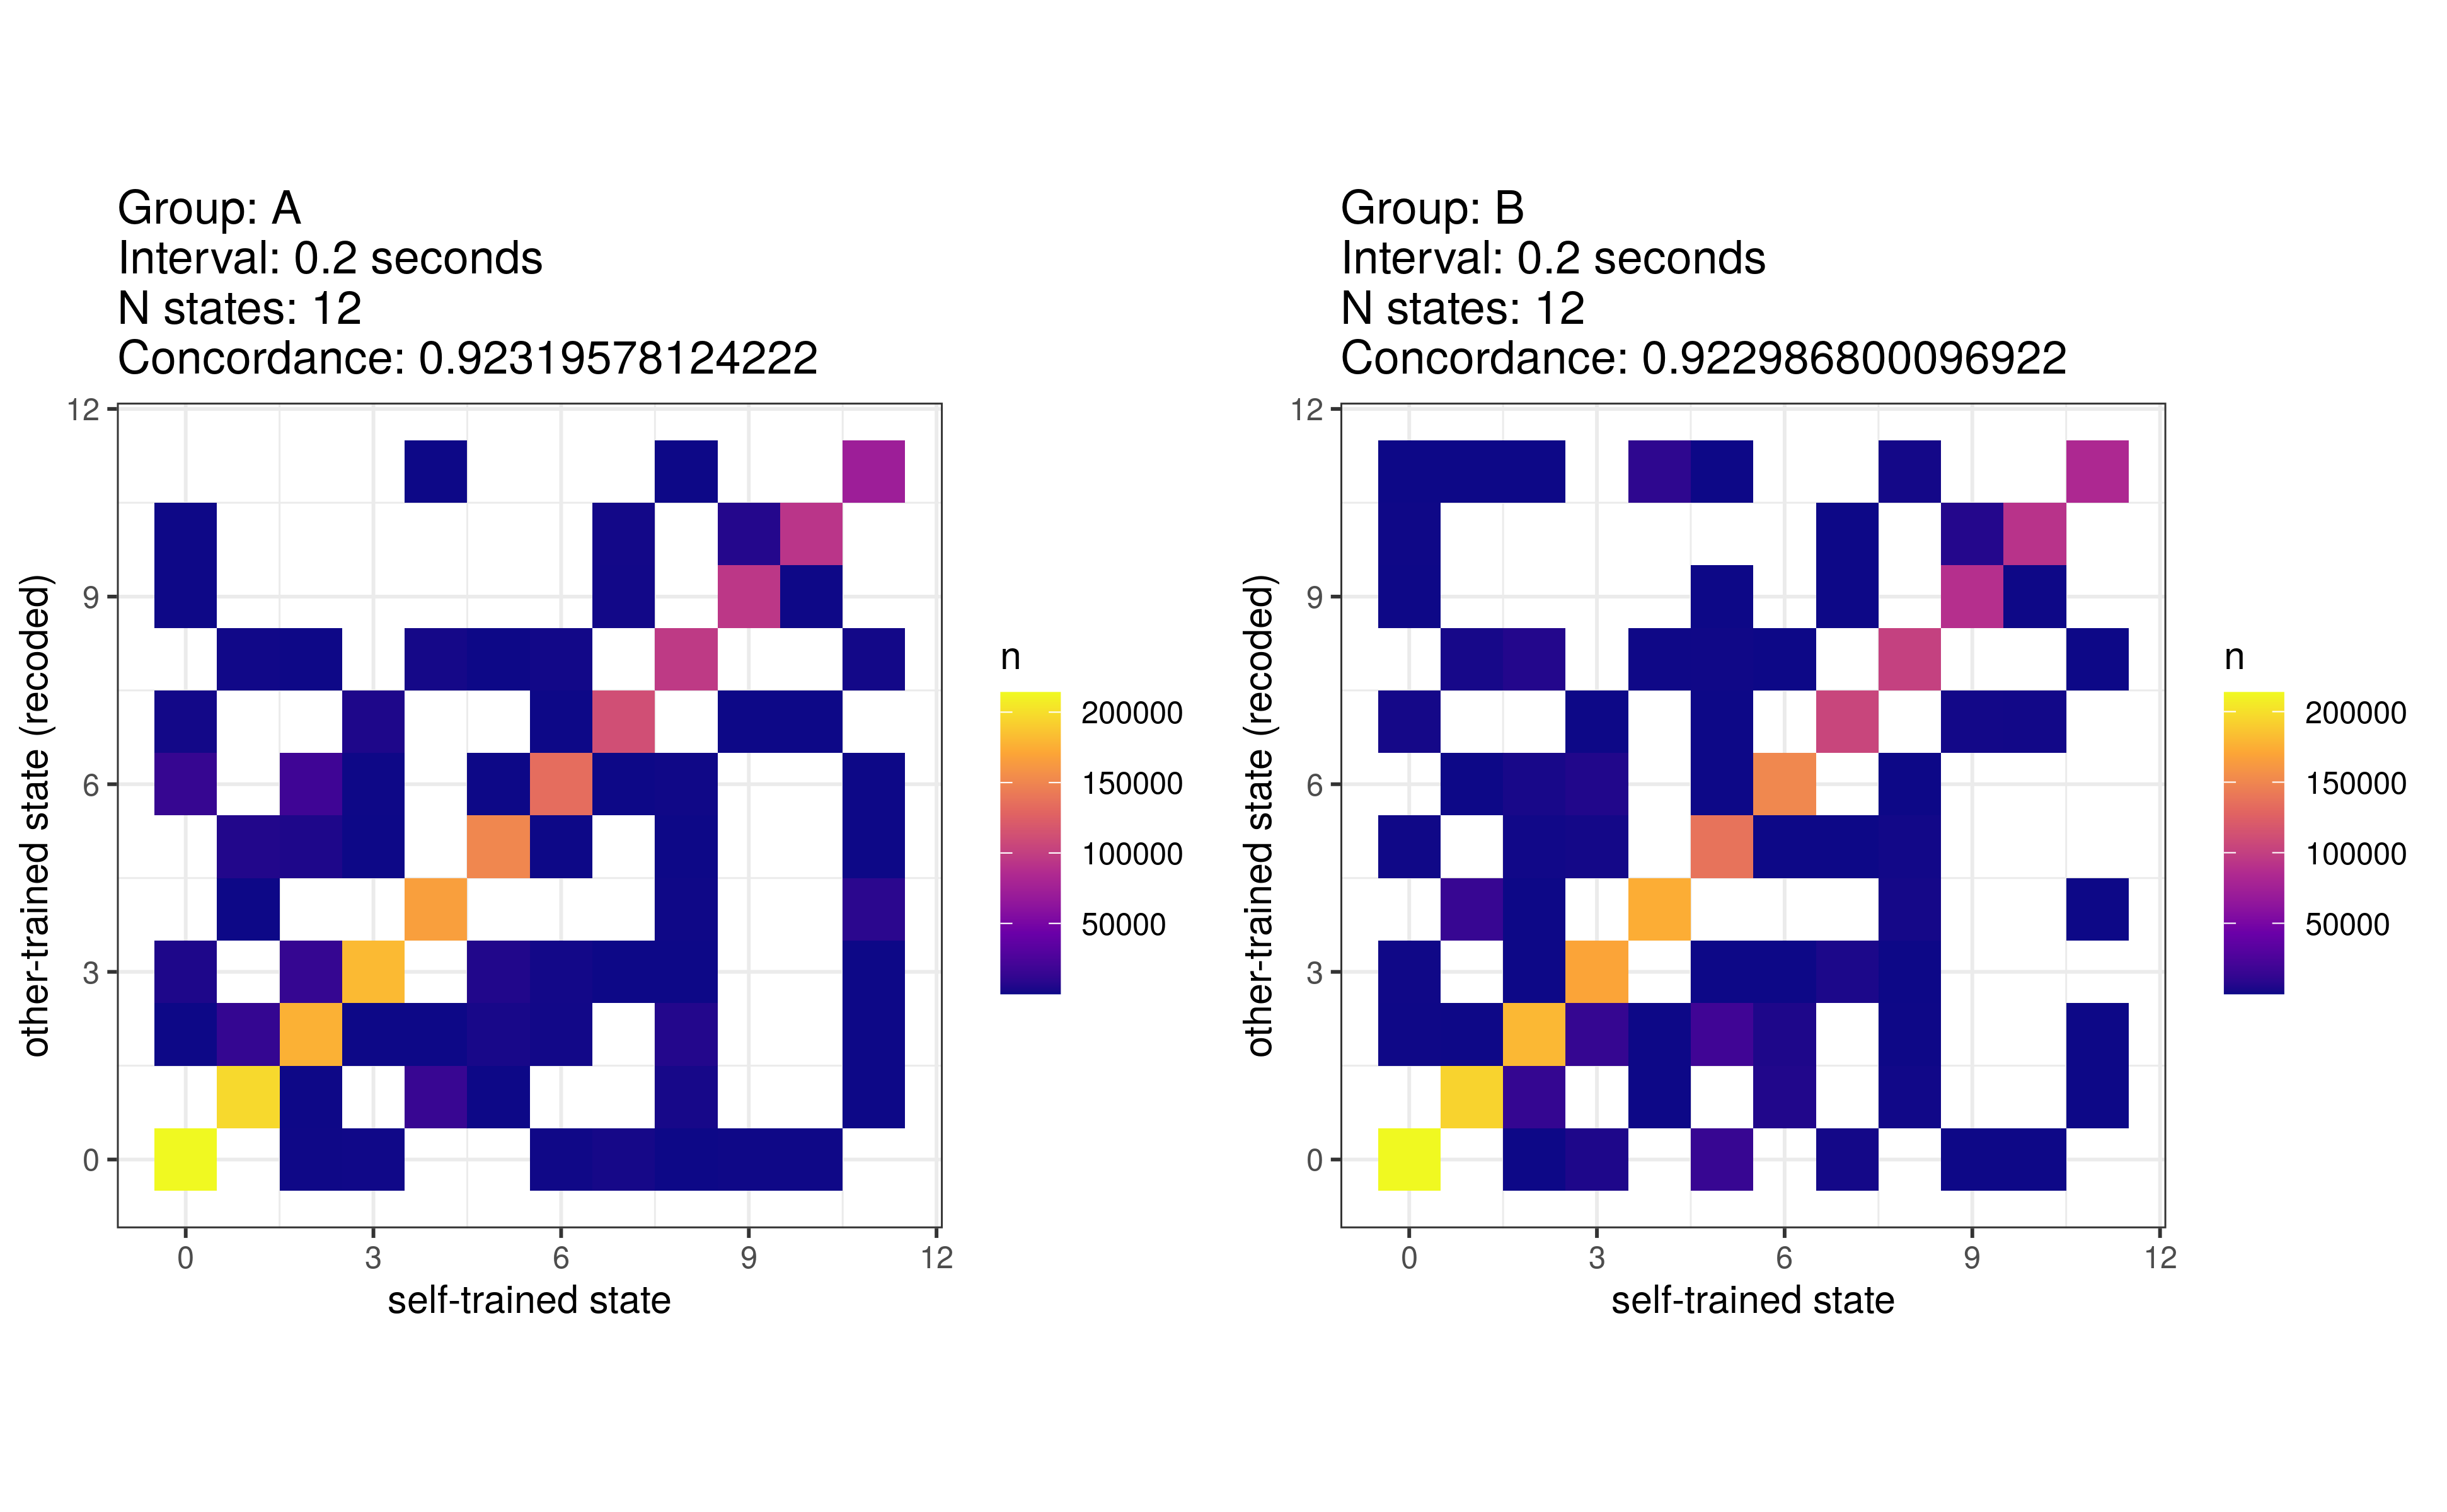 Group: A
Interval: 0.2 seconds
N states: 12
Concordance: 0.92319578124222
12
9
6
3
0
other-trained state (recoded)
0 3 6 9 12
self-trained state
n
200000
150000
100000
50000
Group: B
Interval: 0.2 seconds
N states: 12
Concordance: 0.922986800096922
12
9
6
3
0
other-trained state (recoded)
0 3 6 9 12
self-trained state
n
200000
150000
100000
50000